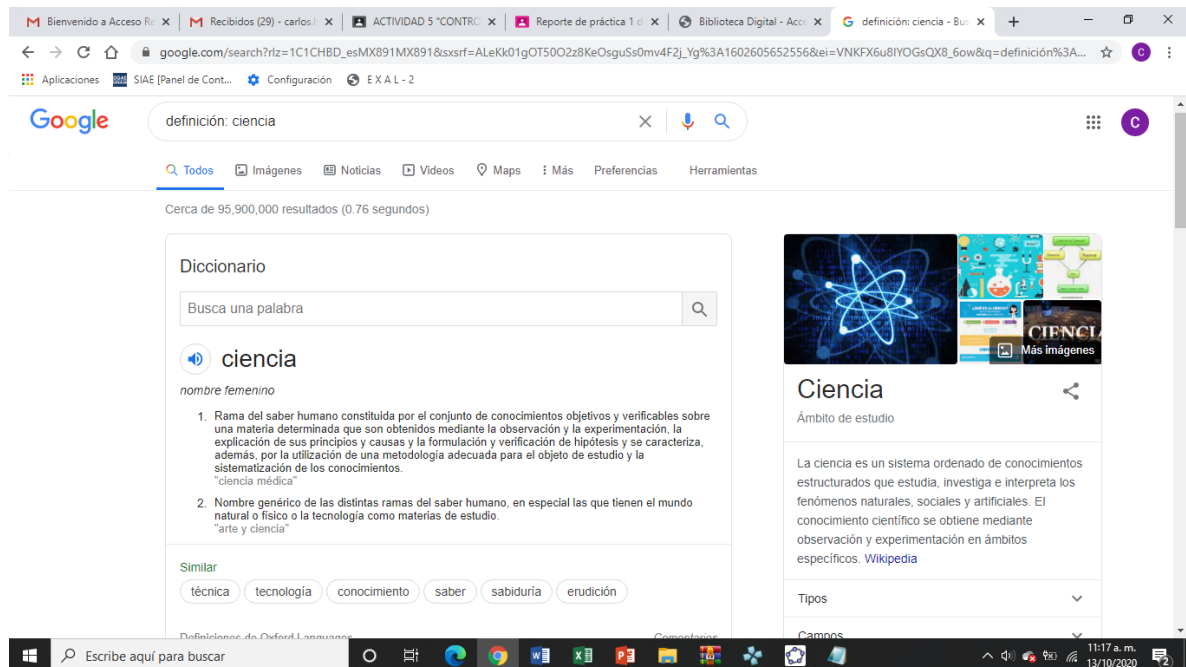 Bienvenido a Acceso Re
Recibidos (29) - carlos.
ACTIVIDAD 5 "CONTRO
Reporte de práctica 1 d
Biblioteca Digital - Acce
definición: ciencia - Bus
google.com/search?rlz=1C1CHBD_esMX891MX891&sxsrf=ALeKk01gOT50O2z8KeOsguSs0mv4F2j_Yg%3A1602605652556&ei=VNKFX6u8IYOGsQX8_6ow&q=definición%3A...
C
Aplicaciones
SIAE [Panel de Cont...
Configuración
E X A L - 2
Google
definición: ciencia
C
Todos
Imágenes
Noticias
Videos
Maps
Más
Preferencias
Herramientas
Cerca de 95,900,000 resultados (0.76 segundos)
Diccionario
Busca una palabra
ciencia
nombre femenino
1. Rama del saber humano constituida por el conjunto de conocimientos objetivos y verificables sobre
una materia determinada que son obtenidos mediante la observación y la experimentación, la
explicación de sus principios y causas y la formulación y verificación de hipótesis y se caracteriza,
además, por la utilización de una metodología adecuada para el objeto de estudio y la
sistematización de los conocimientos.
"ciencia médica"
2. Nombre genérico de las distintas ramas del saber humano, en especial las que tienen el mundo
natural o físico o la tecnología como materias de estudio.
"arte y ciencia"
Similar
técnica
tecnología
conocimiento
saber
sabiduría
erudición
Definiciones de Oxford Languages
Comentarios
CIENCIA
Más imágenes
Ciencia
Ámbito de estudio
La ciencia es un sistema ordenado de conocimientos
estructurados que estudia, investiga e interpreta los
fenómenos naturales, sociales y artificiales. El
conocimiento científico se obtiene mediante
observación y experimentación en ámbitos
específicos. Wikipedia
Tipos
Campos
Escribe aquí para buscar
11:17 a. m.
13/10/2020
2